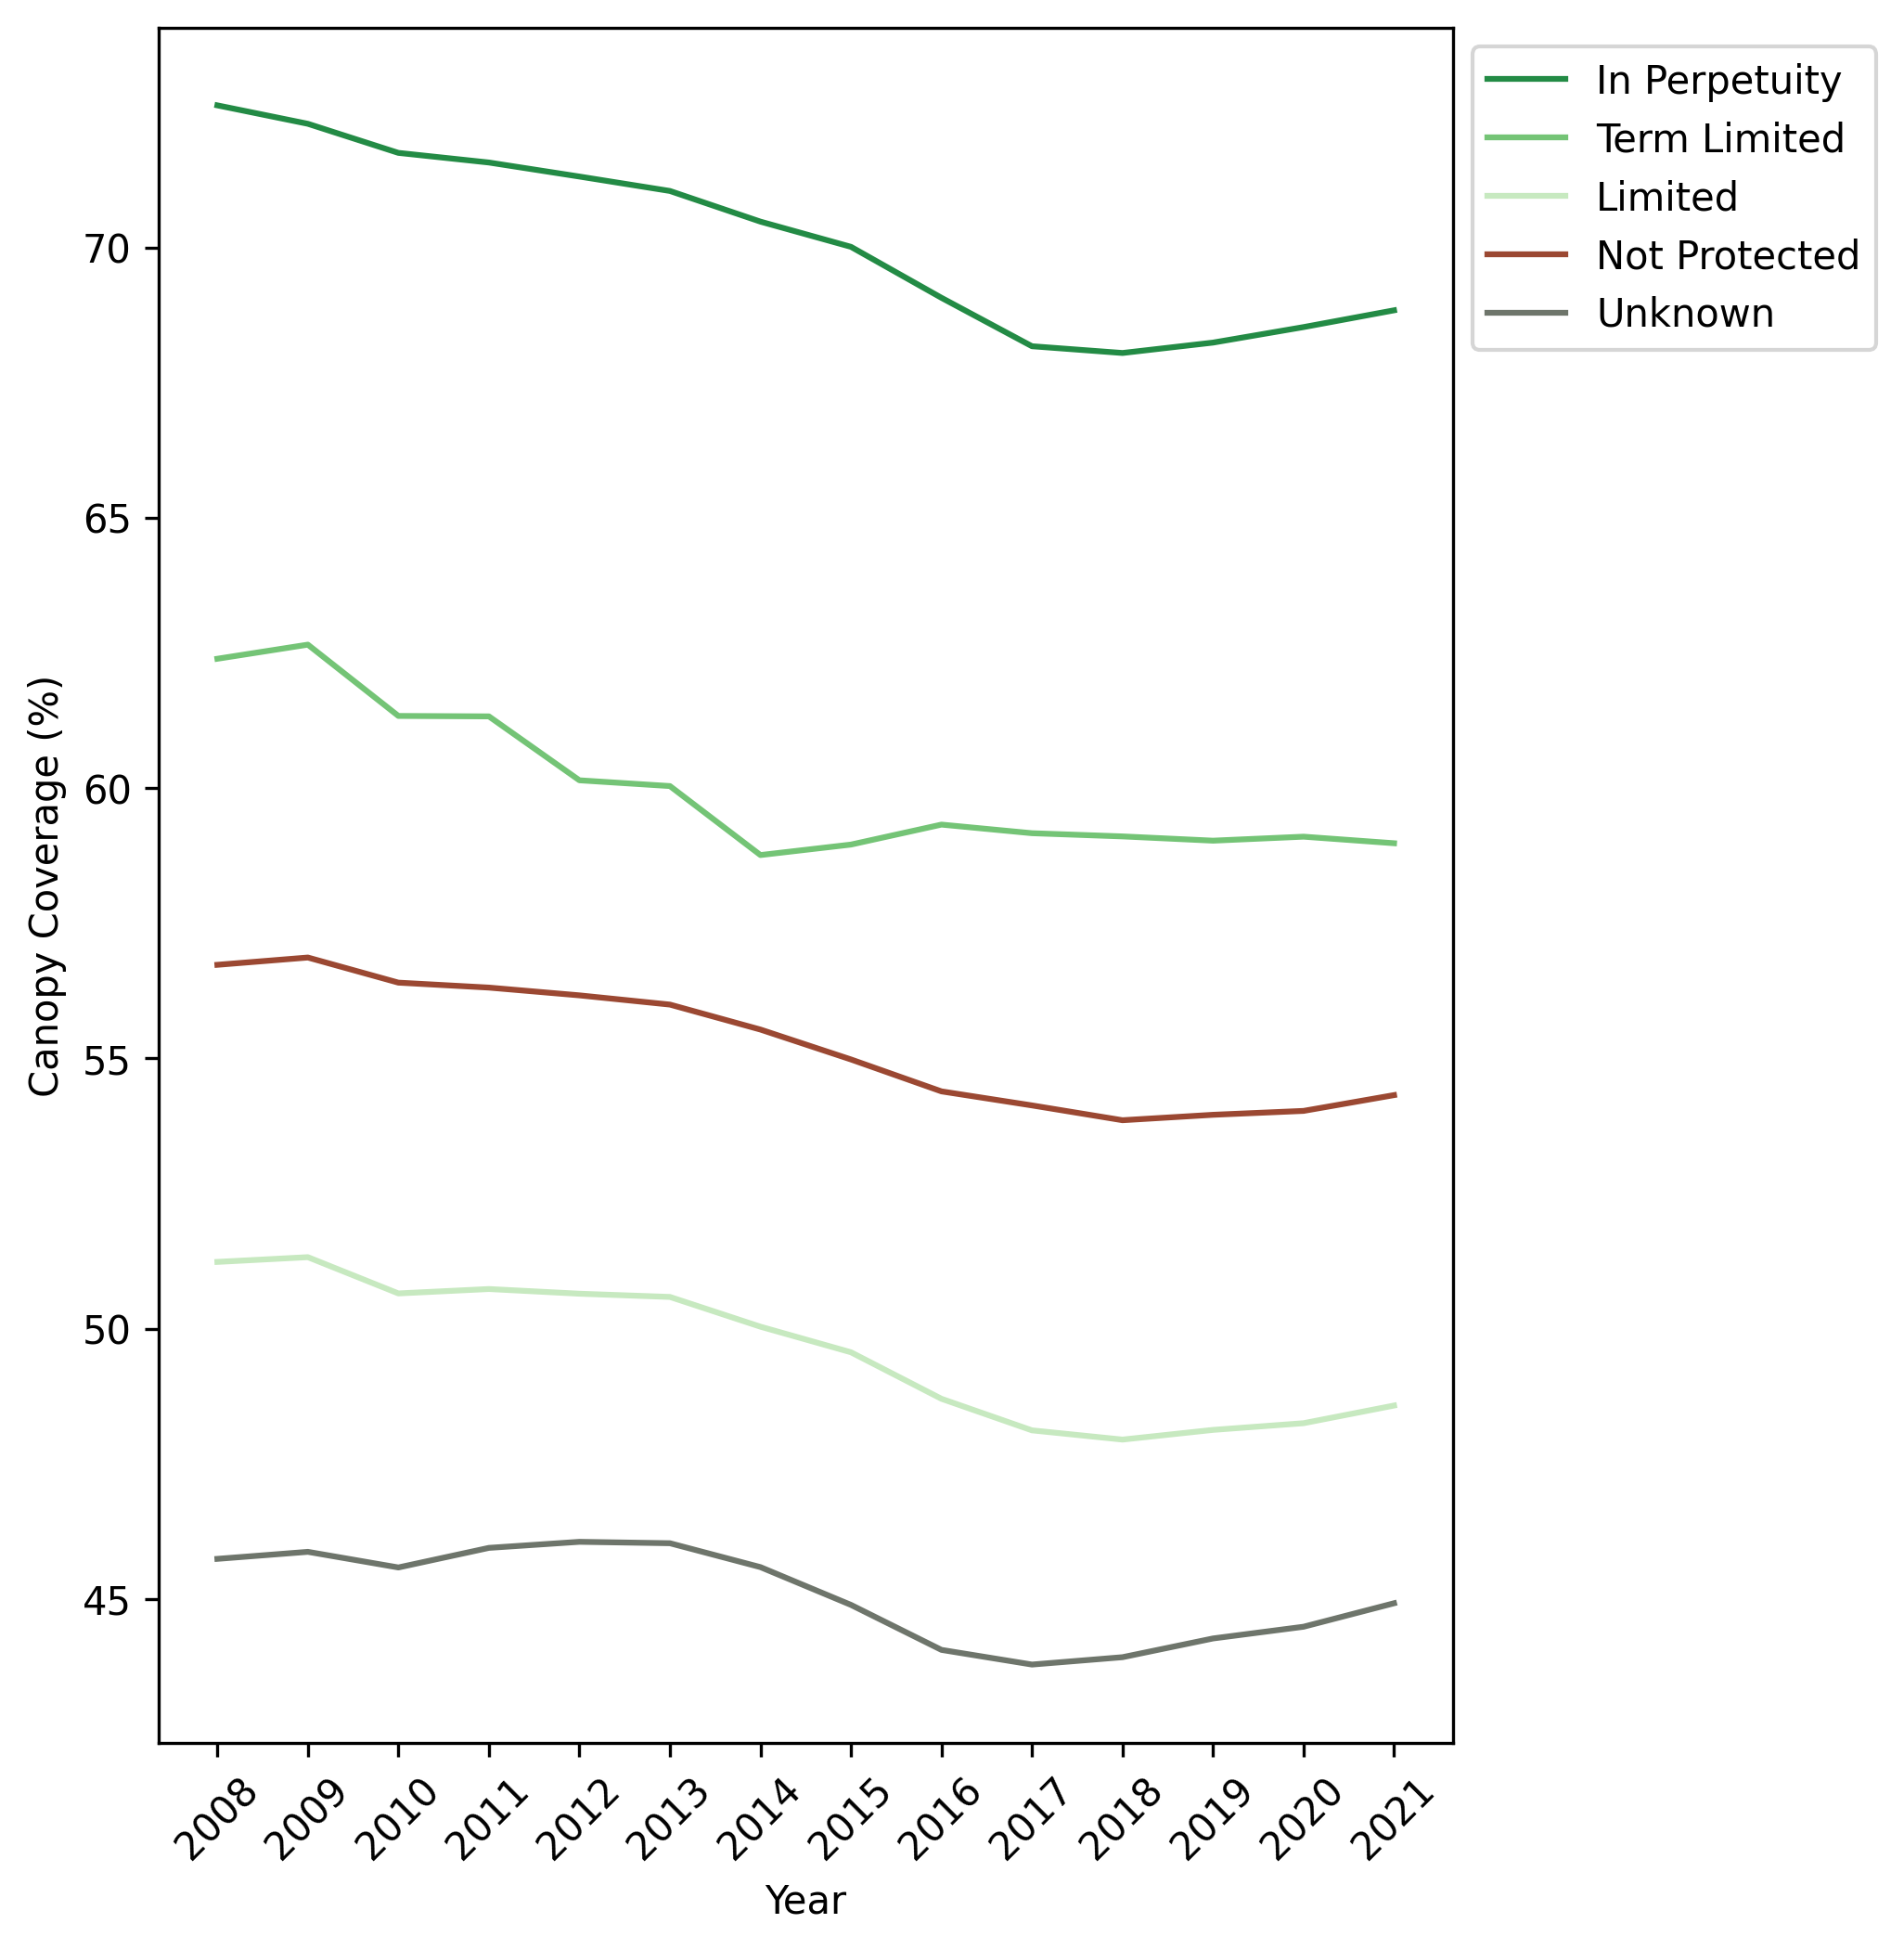 In Perpetuity
Term Limited
Limited
Not Protected
Unknown
Canopy Coverage (%)
70
65
60
55
50
45
2008
2009
2010
2011
2012
2013
2014
2015
2016
2017
2018
2019
2020
2021
Year